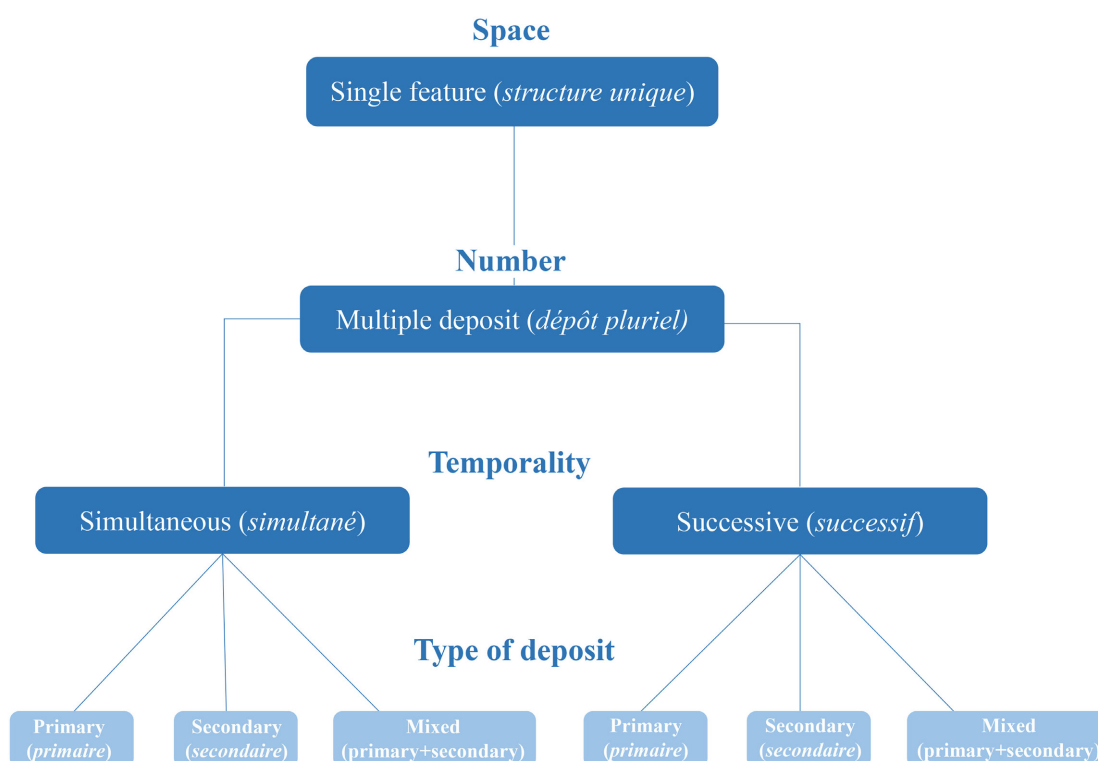 Space
Single feature (structure unique)
Number
Multiple deposit (dépôt pluriel)
Temporality
Simultaneous (simultané)
Successive (successif)
Type of deposit
Primary
(primaire)
Secondary
(secondaire)
Mixed
(primary+secondary)
Primary
(primaire)
Secondary
(secondaire)
Mixed
(primary+secondary)